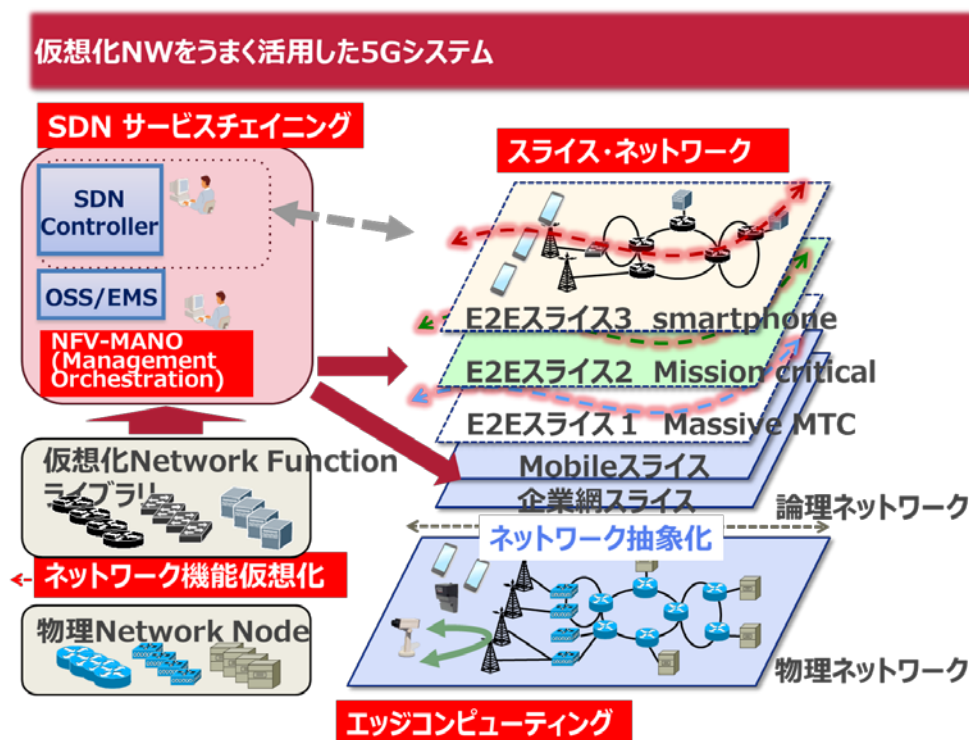 仮想化NWをうまく活用した5Gシステム
SDN サービスチェイニング
SDN
Controller
OSS/EMS
NFV-MANO
(Management
Orchestration)
仮想化Network Function
ライブラリ
ネットワーク機能仮想化
物理Network Node
スライス・ネットワーク
E2Eスライス3 smartphone
E2Eスライス2 Mission critical
E2Eスライス1 Massive MTC
Mobileスライス
企業網スライス
論理ネットワーク
ネットワーク抽象化
物理ネットワーク
エッジコンピューティング